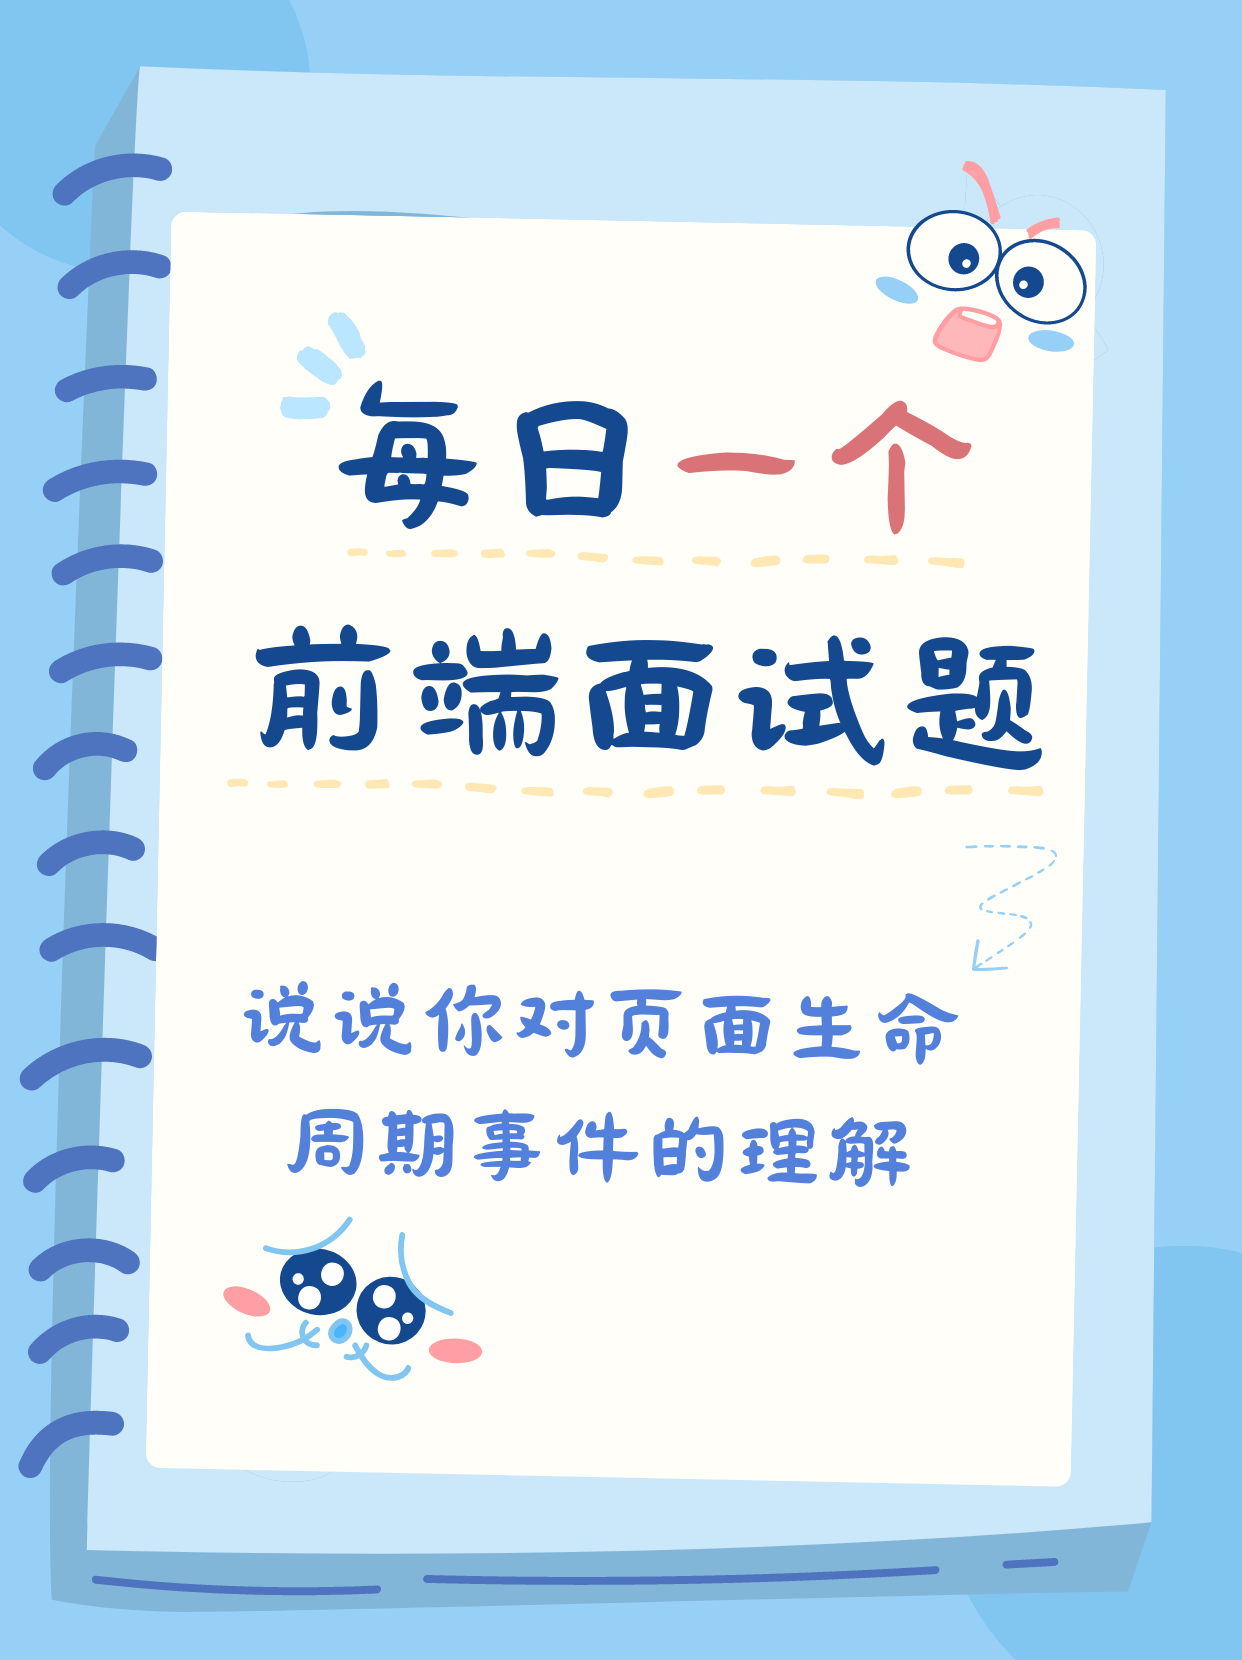 每日一个
前端面试题
说说你对页面生命
周期事件的理解